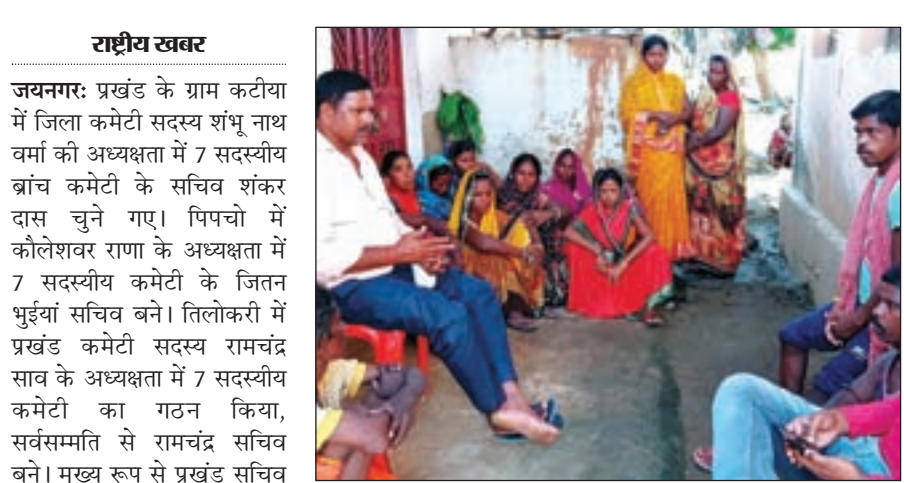 राष्ट्रीय खबर
जयनगरः प्रखंड के ग्राम कटीया
में जिला कमेटी सदस्य शंभू नाथ
वर्मा की अध्यक्षता में 7 सदस्यीय
ब्रांच कमेटी के सचिव शंकर
दास चुने गए। पिपचो में
कौलेशवर राणा के अध्यक्षता में
7 सदस्यीय कमेटी के जितन
भुईयां सचिव बने। तिलोकरी में
प्रखंड कमेटी सदस्य रामचंद्र
साव के अध्यक्षता में 7 सदस्यीय
कमेटी का गठन किया,
सर्वसम्मति से रामचंद्र सचिव
बने। मख्य रूप से प्रखंड सचिव